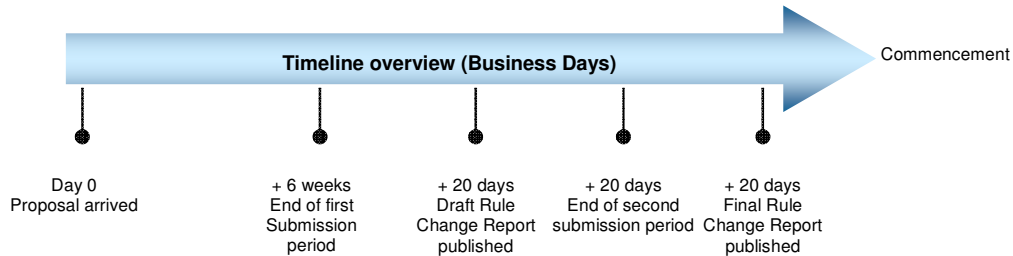 Timeline overview (Business Days)
Commencement
Day 0
Proposal arrived
+ 6 weeks
End of first
Submission
period
+ 20 days
Draft Rule
Change Report
published
+ 20 days
End of second
submission period
+ 20 days
Final Rule
Change Report
published